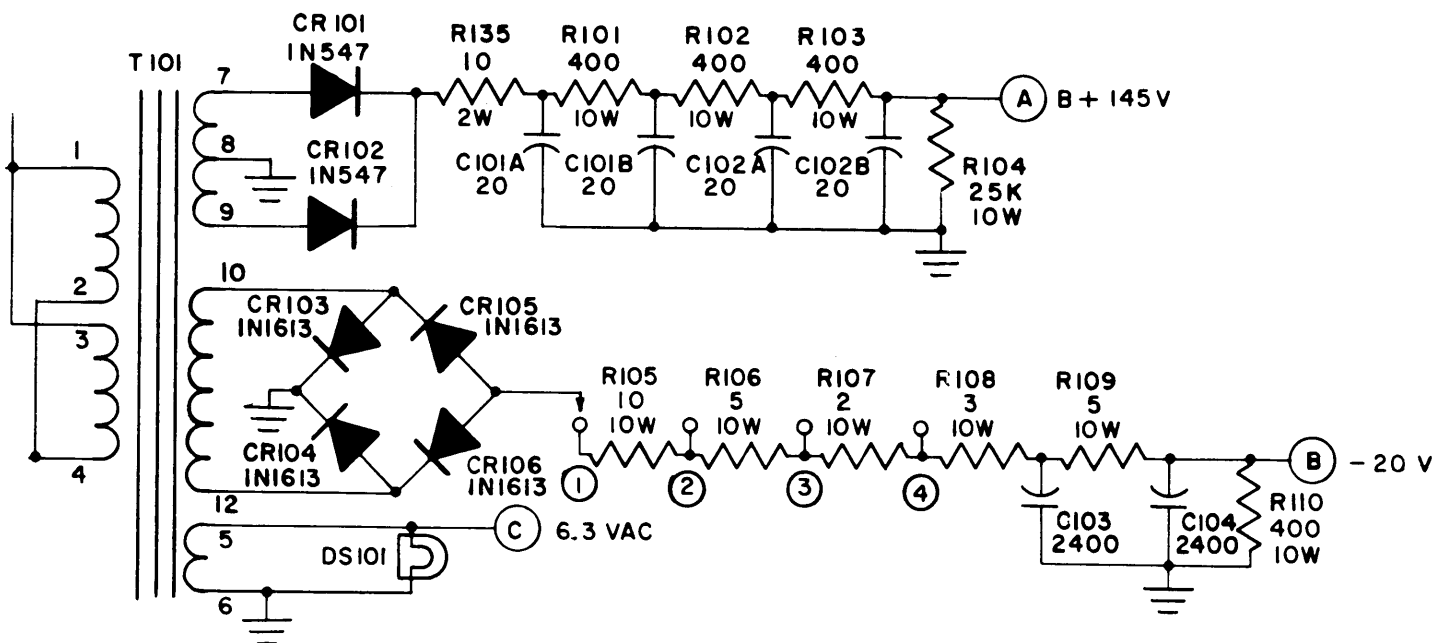 T101
1
2
3
4
7
8
9
10
12
5
6
CR101
1N547
CR102
1N547
R135
10
2W
R101
400
10W
R102
400
10W
R103
400
10W
C101A
20
C101B
20
C102A
20
C102B
20
R104
25K
10W
A B+ 145V
CR103
1N1613
CR105
1N1613
CR104
1N1613
CR106
1N1613
R105
10
10W
R106
5
10W
R107
2
10W
R108
3
10W
R109
5
10W
1
2
3
4
B -20 V
C103
2400
C104
2400
R110
400
10W
C 6.3 VAC
DS101